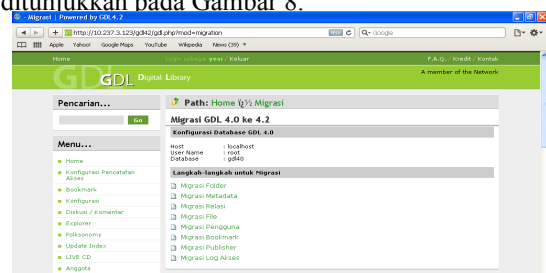 ditunjukkan pada Gambar 8.
- Migrasi | Powered by GDL4.2
http://10.237.3.123/gdl42/gdl.php?mod=migration
RSS
Q- Google
Apple Yahoo! Google Maps YouTube Wikipedia News (39) ▾
Home
Login sebagai yesi / Keluar
F.A.Q. / Kredit / Kontak
GDL GDL Digital Library
A member of the Network
Pencarian...
Go
Menu...
Home
Konfigurasi Pencatatan
Akses
Bookmark
Konfigurasi
Diskusi / Komentar
Explorer
Folksonomy
Update Index
LIVE CD
Anggota
Path: Home ï¿½ Migrasi
Migrasi GDL 4.0 ke 4.2
Konfigurasi Database GDL 4.0
Host : localhost
User Name : root
Database : gdl40
Langkah-langkah untuk Migrasi
Migrasi Folder
Migrasi Metadata
Migrasi Relasi
Migrasi File
Migrasi Pengguna
Migrasi Bookmark
Migrasi Publisher
Migrasi Log Akses